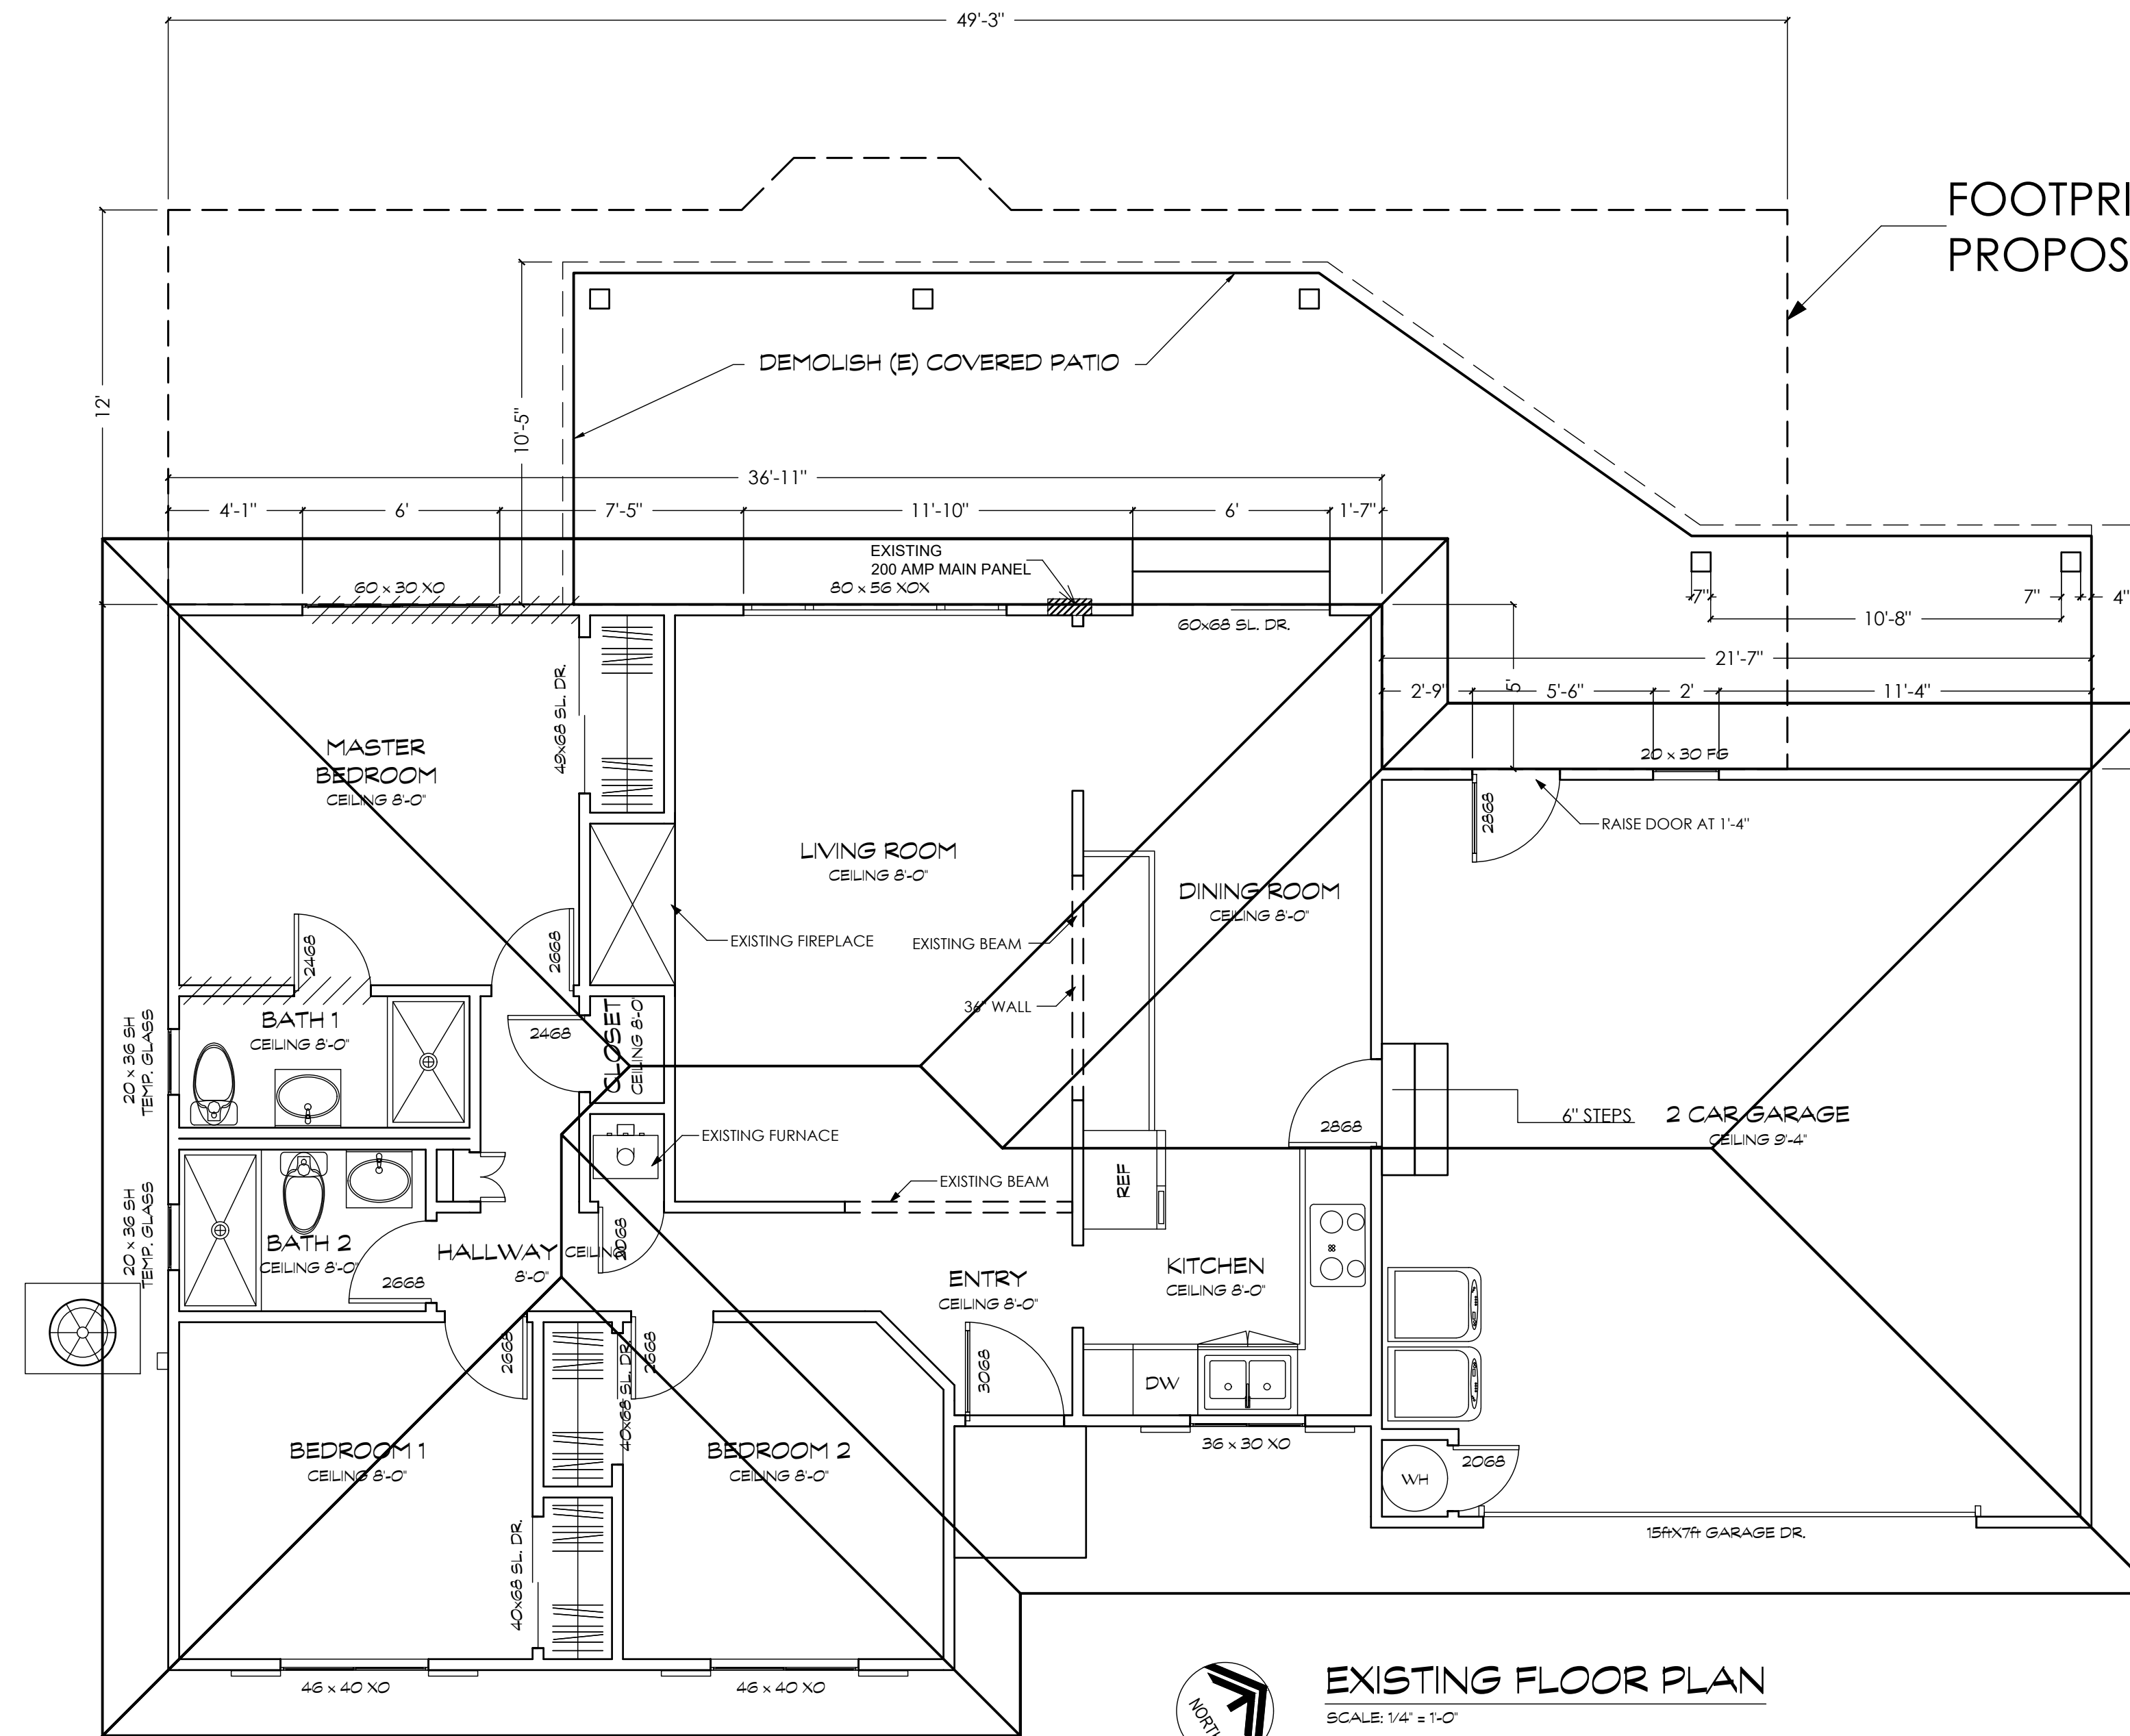 49'-3"
FOOTPRI
PROPOS
DEMOLISH (E) COVERED PATIO
12'
10'-5"
36'-11"
4'-1"
6'
7'-5"
11'-10"
6'
1'-7"
EXISTING
200 AMP MAIN PANEL
60 x 30 XO
80 x 56 XOX
60x68 SL. DR.
7"
7"
4"
10'-8"
21'-7"
2'-9"
5'
5'-6"
2'
11'-4"
20 x 30 FG
2868
RAISE DOOR AT 1'-4"
49x68 SL. DR.
MASTER
BEDROOM
CEILING 8'-0"
LIVING ROOM
CEILING 8'-0"
DINING ROOM
CEILING 8'-0"
EXISTING FIREPLACE
EXISTING BEAM
36" WALL
2468
2668
20 x 36 SH
TEMP. GLASS
BATH 1
CEILING 8'-0"
2468
CLOSET
CEILING 8'-0"
EXISTING FURNACE
EXISTING BEAM
REF
2868
6" STEPS
2 CAR GARAGE
CEILING 9'-4"
20 x 36 SH
TEMP. GLASS
BATH 2
CEILING 8'-0"
2668
HALLWAY CEILING
8'-0"
2068
ENTRY
CEILING 8'-0"
KITCHEN
CEILING 8'-0"
2668
40x68 SL. DR.
2668
3068
DW
36 x 30 XO
BEDROOM 1
CEILING 8'-0"
BEDROOM 2
CEILING 8'-0"
WH
2068
40x68 SL. DR.
15ftX7ft GARAGE DR.
46 x 40 XO
46 x 40 XO
NORTH
EXISTING FLOOR PLAN
SCALE: 1/4" = 1'-0"